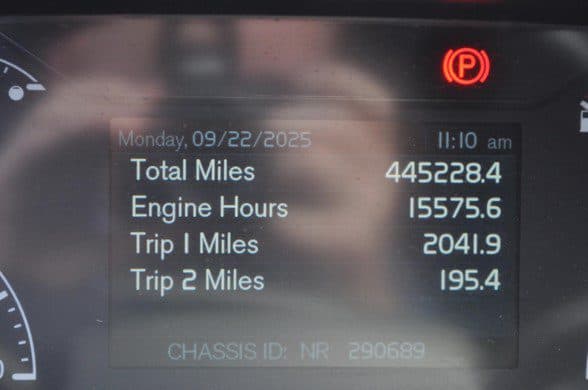 P
Monday, 09/22/2025 11:10 am
Total Miles 445228.4
Engine Hours 15575.6
Trip 1 Miles 2041.9
Trip 2 Miles 195.4
CHASSIS ID: NR 290689